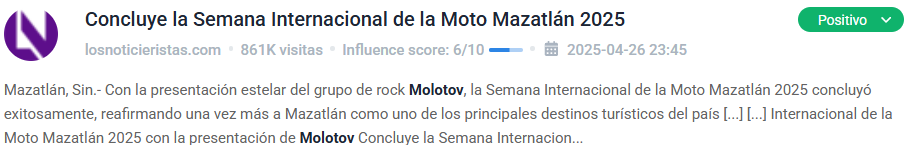 Concluye la Semana Internacional de la Moto Mazatlán 2025
Positivo
losnoticieristas.com • 861K visitas • Influence score: 6/10 2025-04-26 23:45
Mazatlán, Sin.- Con la presentación estelar del grupo de rock Molotov, la Semana Internacional de la Moto Mazatlán 2025 concluyó
exitosamente, reafirmando una vez más a Mazatlán como uno de los principales destinos turísticos del país [...] [...] Internacional de la
Moto Mazatlán 2025 con la presentación de Molotov Concluye la Semana Internacion...